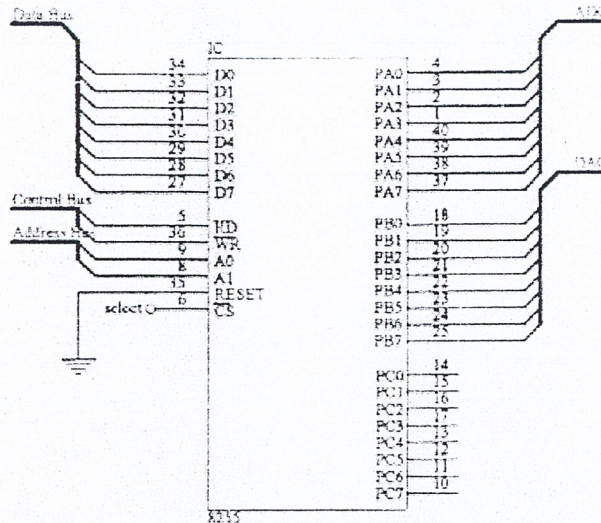 Data Bus
IC
34 D0
33 D1
32 D2
31 D3
30 D4
29 D5
28 D6
27 D7
Control Bus
5 RD
36 WR
Address Bus
9 A0
8 A1
35 RESET
select 6 CS
PA0 4
PA1 3
PA2 2
PA3 1
PA4 40
PA5 39
PA6 38
PA7 37
DAC
PB0 18
PB1 19
PB2 20
PB3 21
PB4 22
PB5 23
PB6 24
PB7 25
PC0 14
PC1 15
PC2 16
PC3 17
PC4 13
PC5 12
PC6 11
PC7 10